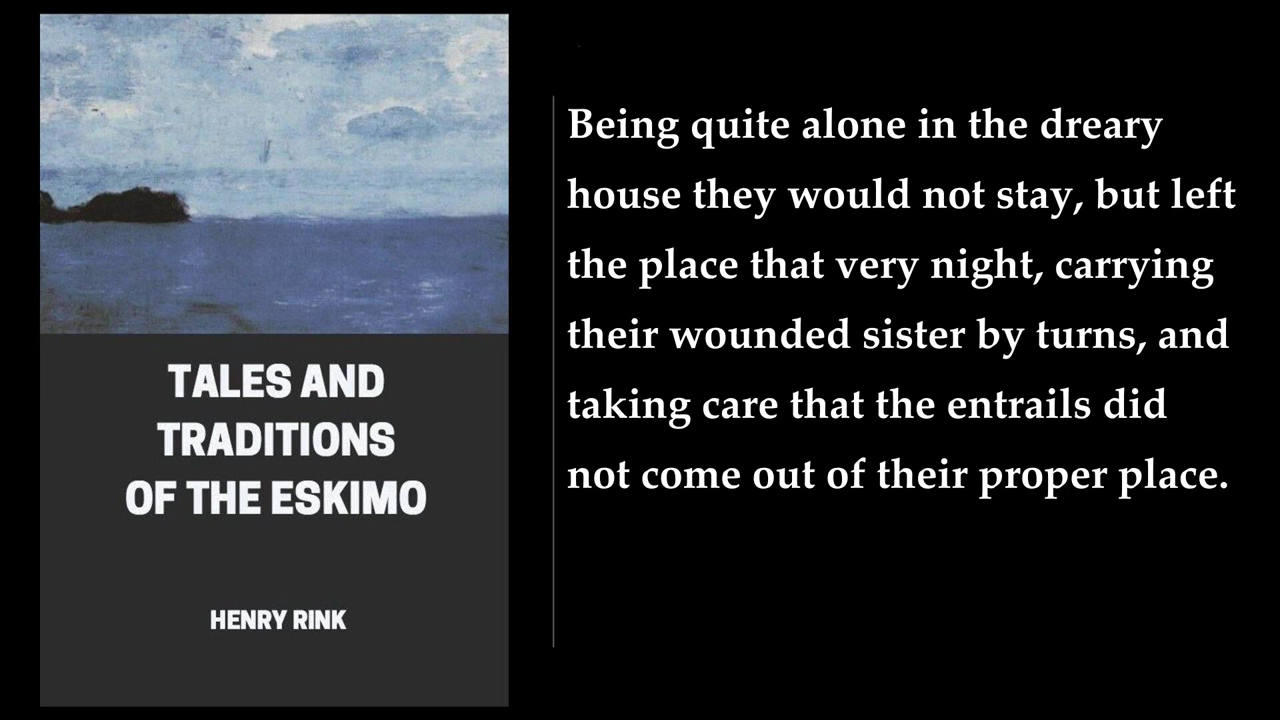 TALES AND
TRADITIONS
OF THE ESKIMO
HENRY RINK
Being quite alone in the dreary
house they would not stay, but left
the place that very night, carrying
their wounded sister by turns, and
taking care that the entrails did
not come out of their proper place.